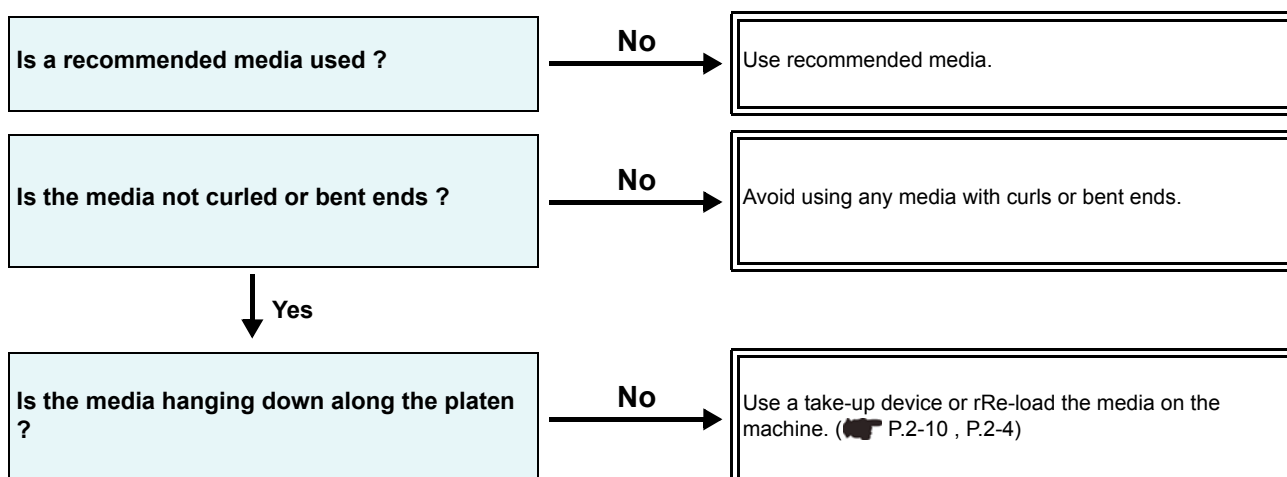 Is a recommended media used ?
No
Use recommended media.
Is the media not curled or bent ends ?
No
Avoid using any media with curls or bent ends.
Yes
Is the media hanging down along the platen
?
No
Use a take-up device or rRe-load the media on the
machine. ( P.2-10 , P.2-4)